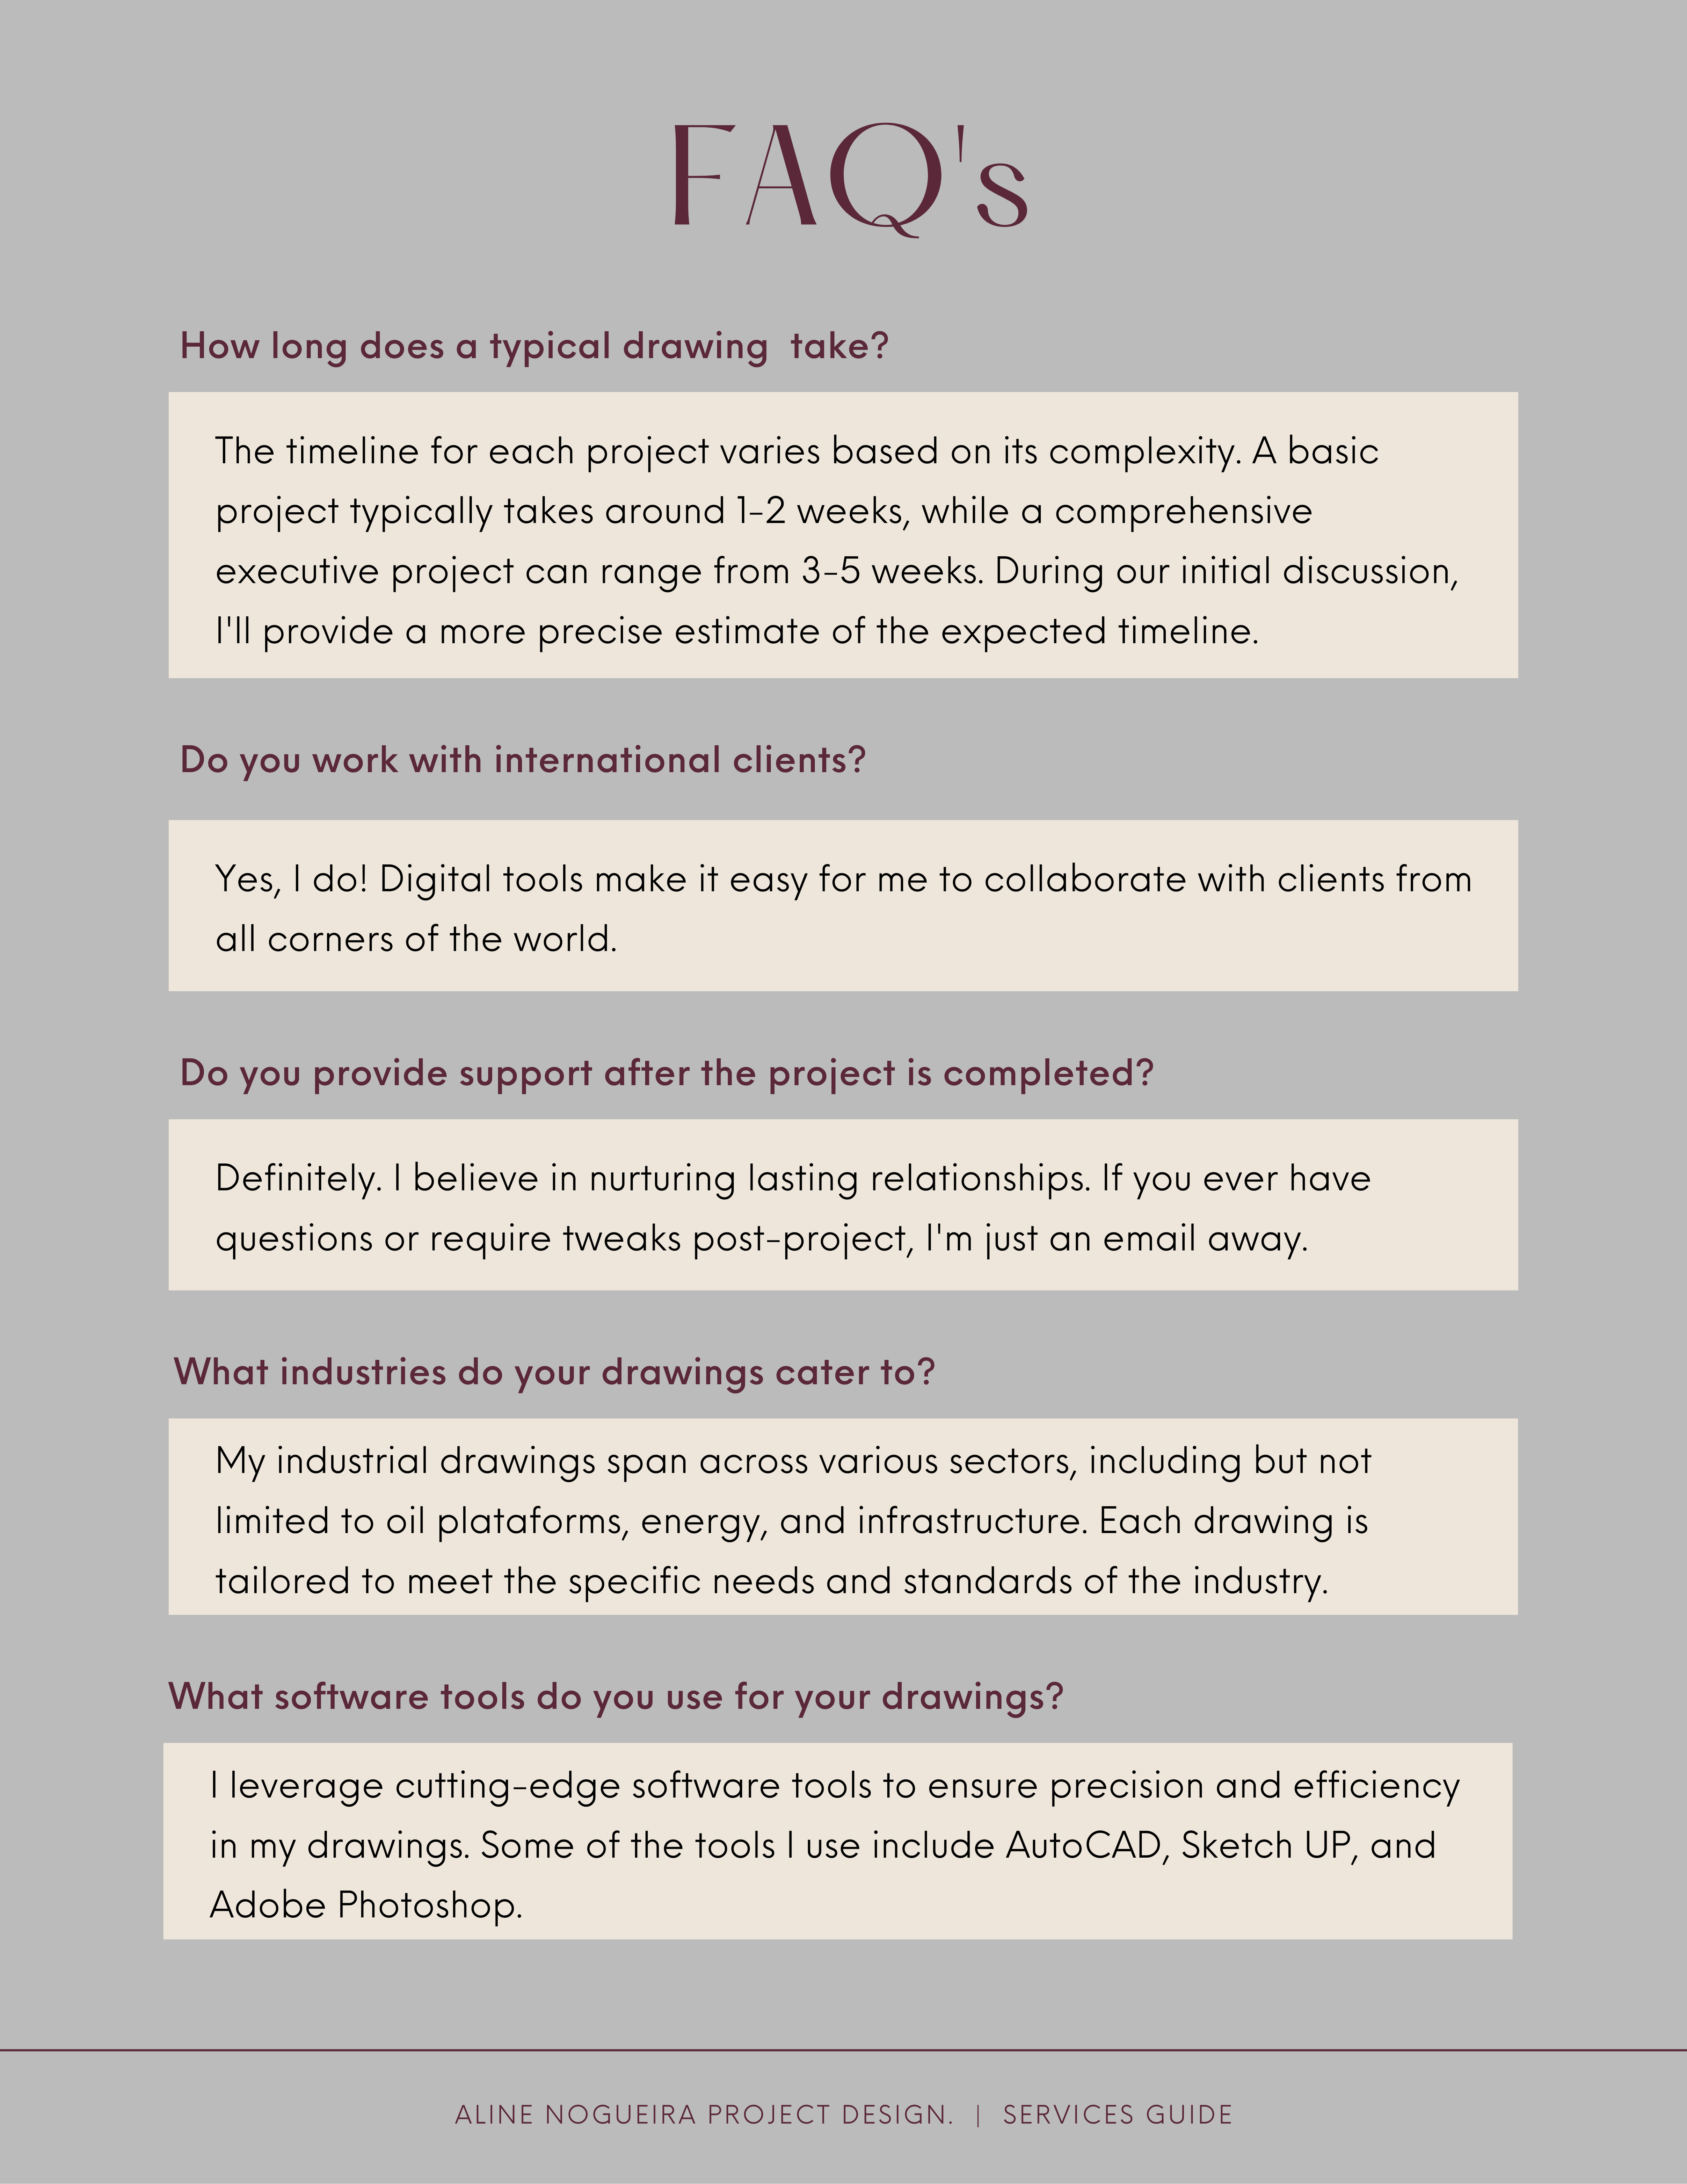 FAQ's
How long does a typical drawing  take?
The timeline for each project varies based on its complexity. A basic
project typically takes around 1-2 weeks, while a comprehensive
executive project can range from 3-5 weeks. During our initial discussion,
I'll provide a more precise estimate of the expected timeline.
Do you work with international clients?
Yes, I do! Digital tools make it easy for me to collaborate with clients from
all corners of the world.
Do you provide support after the project is completed?
Definitely. I believe in nurturing lasting relationships. If you ever have
questions or require tweaks post-project, I'm just an email away.
What industries do your drawings cater to?
My industrial drawings span across various sectors, including but not
limited to oil plataforms, energy, and infrastructure. Each drawing is
tailored to meet the specific needs and standards of the industry.
What software tools do you use for your drawings?
I leverage cutting-edge software tools to ensure precision and efficiency
in my drawings. Some of the tools I use include AutoCAD, Sketch UP, and
Adobe Photoshop.
ALINE NOGUEIRA PROJECT DESIGN. | SERVICES GUIDE